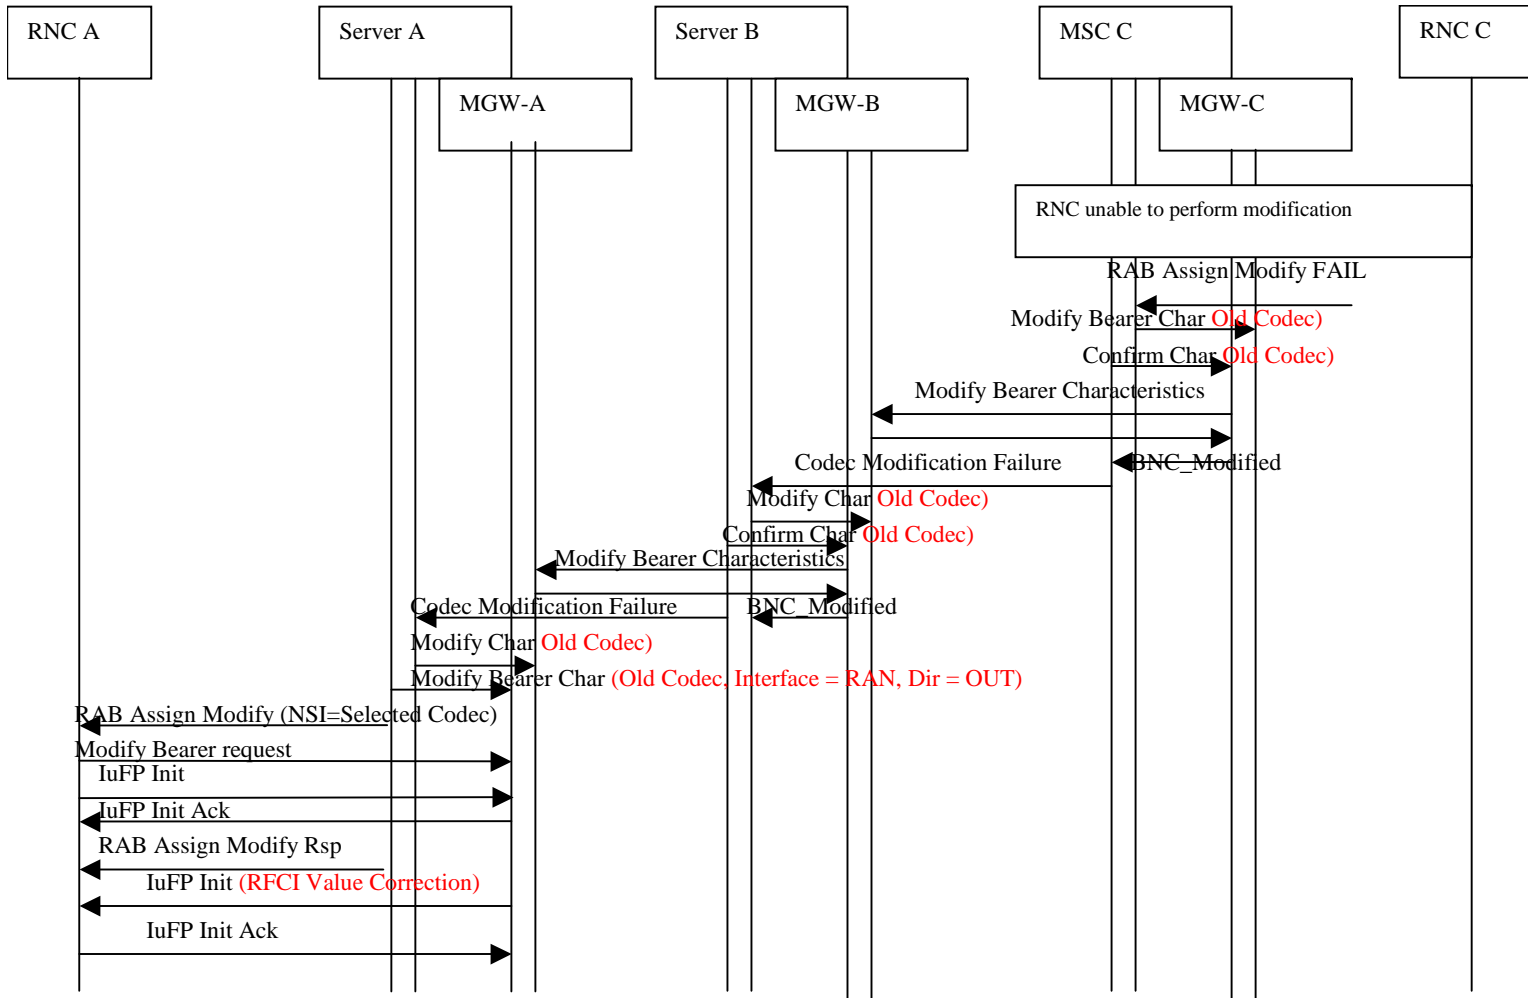 RNC A
Server A
Server B
MSC C
RNC C
MGW-A
MGW-B
MGW-C
RNC unable to perform modification
RAB Assign Modify FAIL
Modify Bearer Char Old Codec)
Confirm Char Old Codec)
Modify Bearer Characteristics
Codec Modification Failure
BNC_Modified
Modify Char Old Codec)
Confirm Char Old Codec)
Modify Bearer Characteristics
Codec Modification Failure
BNC_Modified
Modify Char Old Codec)
Modify Bearer Char (Old Codec, Interface = RAN, Dir = OUT)
RAB Assign Modify (NSI=Selected Codec)
Modify Bearer request
IuFP Init
IuFP Init Ack
RAB Assign Modify Rsp
IuFP Init (RFCI Value Correction)
IuFP Init Ack